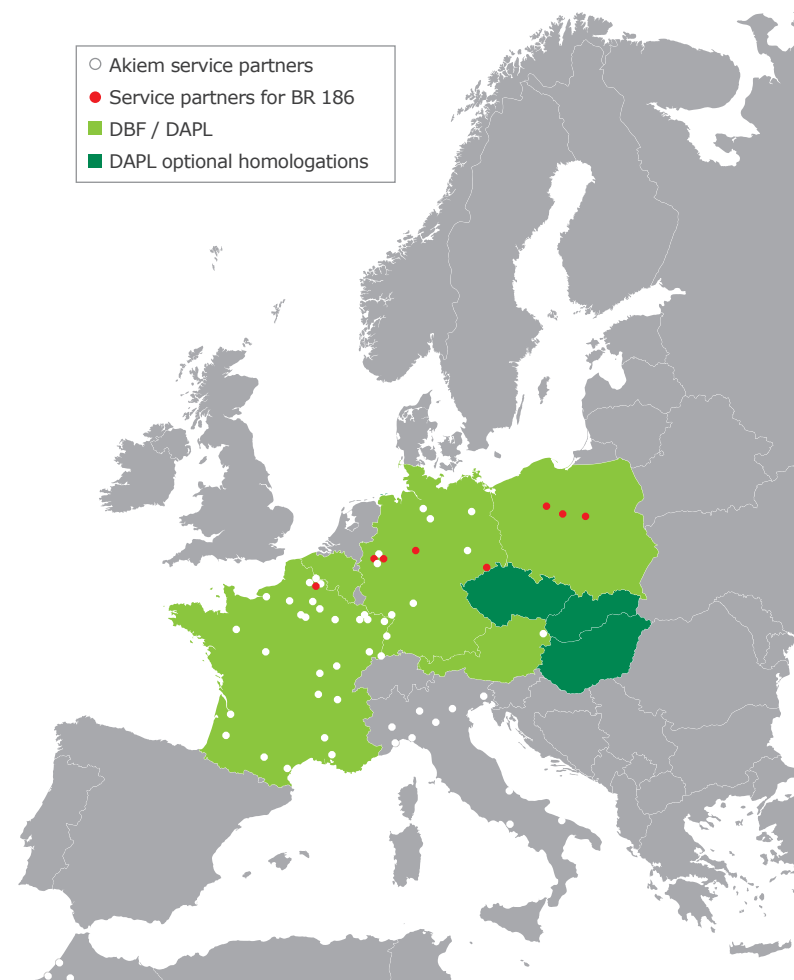 Akiem service partners
Service partners for BR 186
DBF / DAPL
DAPL optional homologations